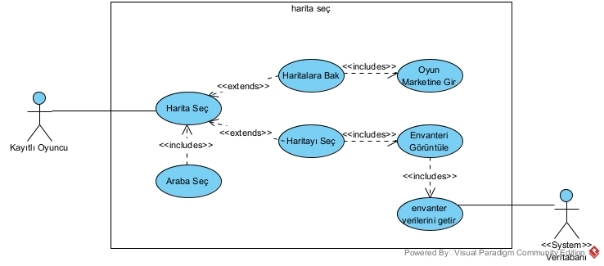 harita seç
Haritalara Bak
<<includes>>
Oyun
Marketine Gir
<<extends>>
Harita Seç
Kayıtlı Oyuncu
<<extends>>
Haritayı Seç
<<includes>>
Envanteri
Görüntüle
<<includes>>
Araba Seç
<<includes>>
envanter
verilerini getir
<<System>>
Veritabanı
Powered By: Visual Paradigm Community Edition